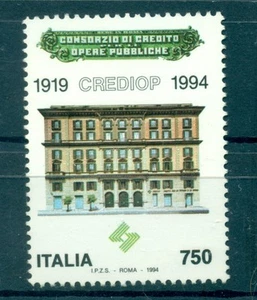 CONSORZIO DI CREDITO
OPERE PUBBLICHE
1919 CREDIOP 1994
ITALIA 750
I.P.Z.S. - ROMA - 1994